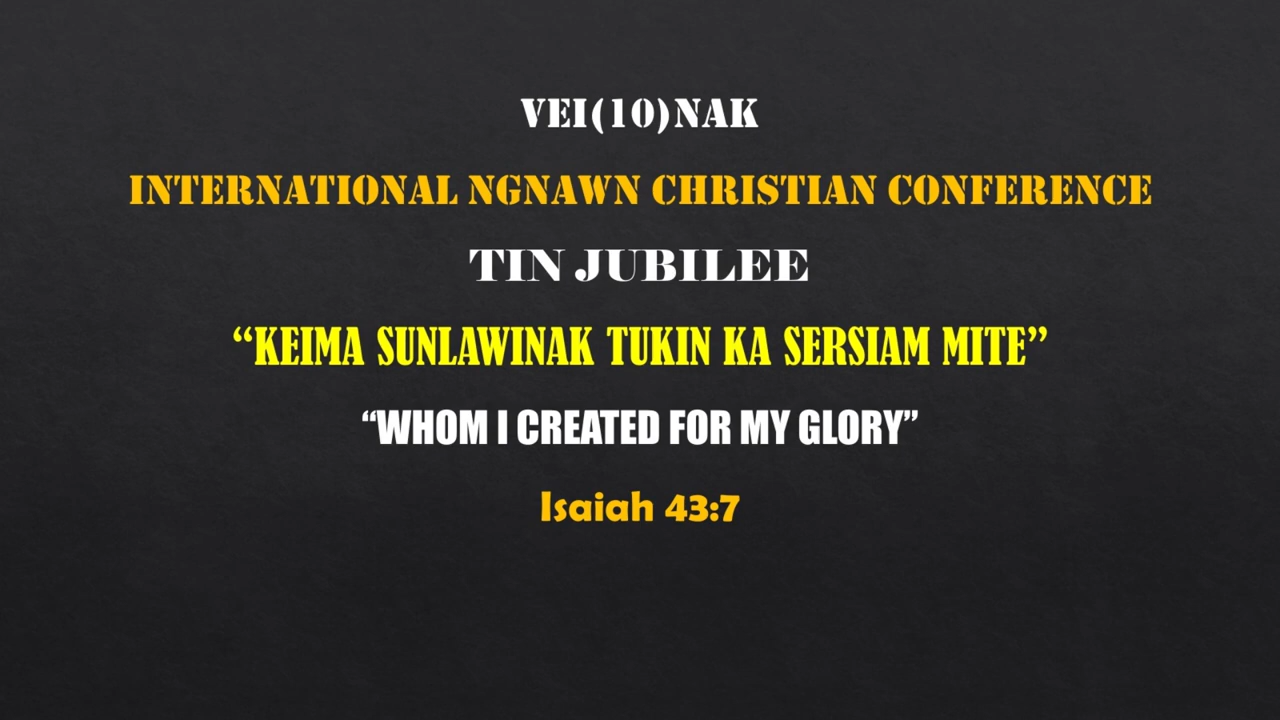 VEI(10)NAK
INTERNATIONAL NGNAWN CHRISTIAN CONFERENCE
TIN JUBILEE
“KEIMA SUNLAWINAK TUKIN KA SERSIAM MITE”
“WHOM I CREATED FOR MY GLORY”
Isaiah 43:7